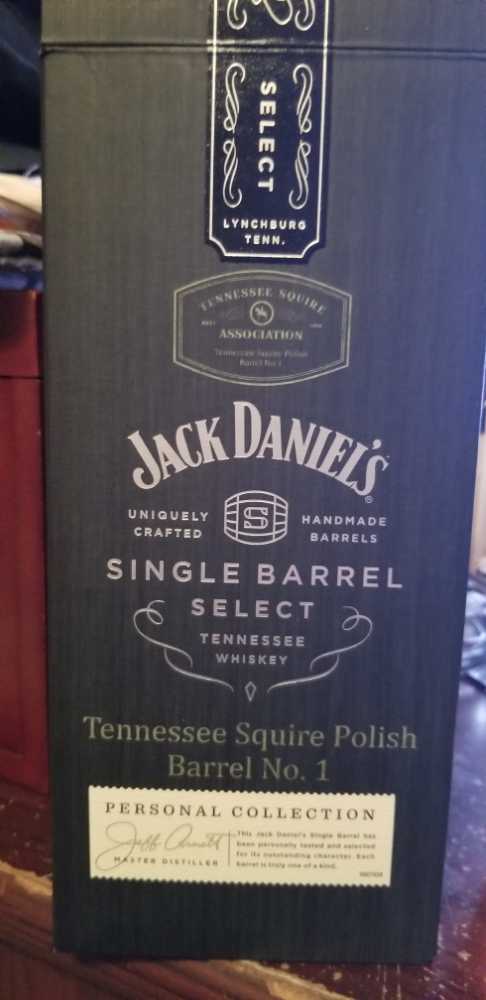 SELECT
LYNCHBURG
TENN.
TENNESSEE SQUIRE
ASSOCIATION
Tennessee Squire Polish
Barrel No. 1
JACK DANIEL'S
®
UNIQUELY
CRAFTED
S
HANDMADE
BARRELS
SINGLE BARREL
SELECT
TENNESSEE
WHISKEY
Tennessee Squire Polish
Barrel No. 1
PERSONAL COLLECTION
Jeff Arnett
MASTER DISTILLER
This Jack Daniel's Single Barrel has
been personally tasted and selected
for its outstanding character. Each
barrel is truly one of a kind.